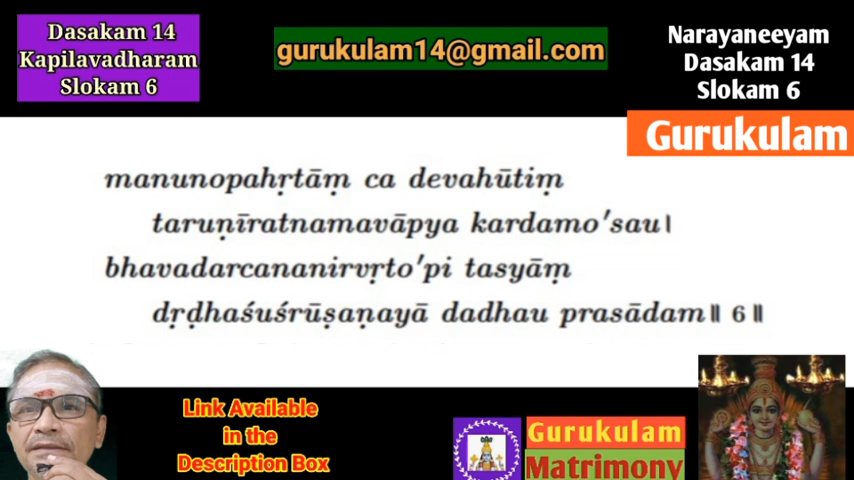 Dasakam 14
Kapilavadharam
Slokam 6
gurukulam14@gmail.com
Narayaneeyam
Dasakam 14
Slokam 6
Gurukulam
manunopahṛtāṃ ca devahūtiṃ
taruṇīratnamavāpya kardamo'sau।
bhavadarcananirvṛto'pi tasyāṃ
dṛḍhaśuśrūṣaṇayā dadhau prasādam॥ 6 ॥
Link Available
in the
Description Box
Gurukulam
Matrimony